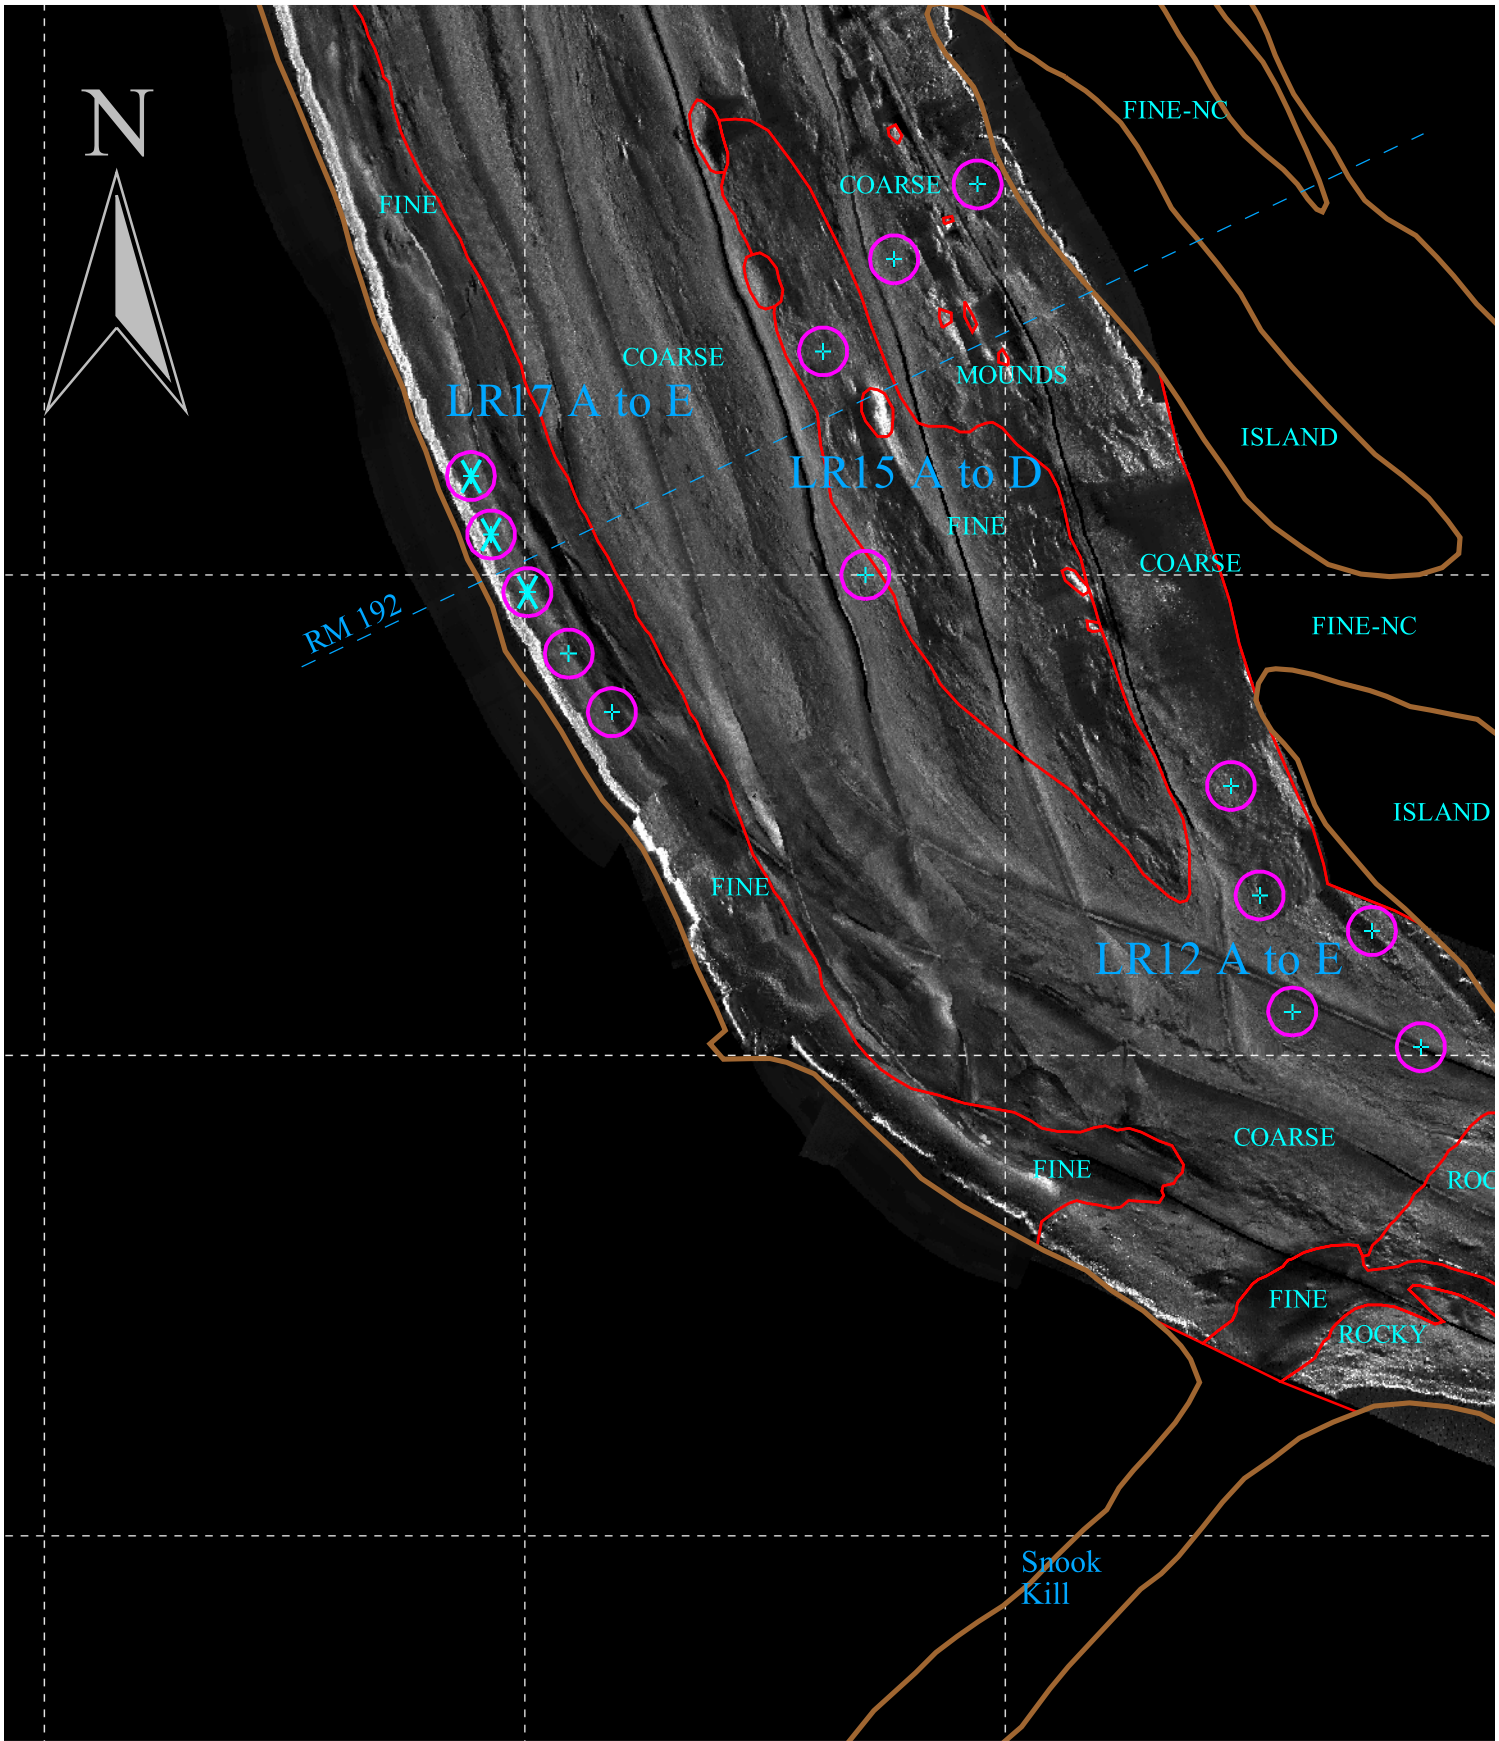 N
FINE-NC
COARSE
FINE
COARSE
MOUNDS
LR17 A to E
ISLAND
LR15 A to D
FINE
COARSE
RM 192
FINE-NC
ISLAND
FINE
LR12 A to E
COARSE
FINE
ROC
FINE
ROCKY
Snook
Kill